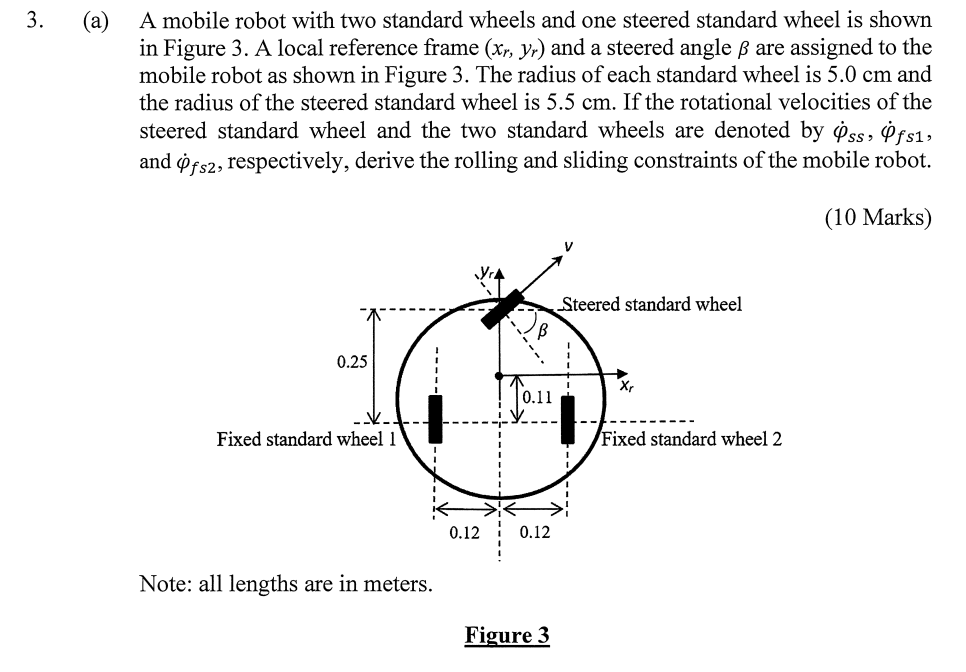 3. (a) A mobile robot with two standard wheels and one steered standard wheel is shown
in Figure 3. A local reference frame (xr, yr) and a steered angle β are assigned to the
mobile robot as shown in Figure 3. The radius of each standard wheel is 5.0 cm and
the radius of the steered standard wheel is 5.5 cm. If the rotational velocities of the
steered standard wheel and the two standard wheels are denoted by φ̇ss, φ̇fs1,
and φ̇fs2, respectively, derive the rolling and sliding constraints of the mobile robot.
(10 Marks)
v
yr
Steered standard wheel
β
0.25
xr
0.11
Fixed standard wheel 1
Fixed standard wheel 2
0.12
0.12
Note: all lengths are in meters.
Figure 3